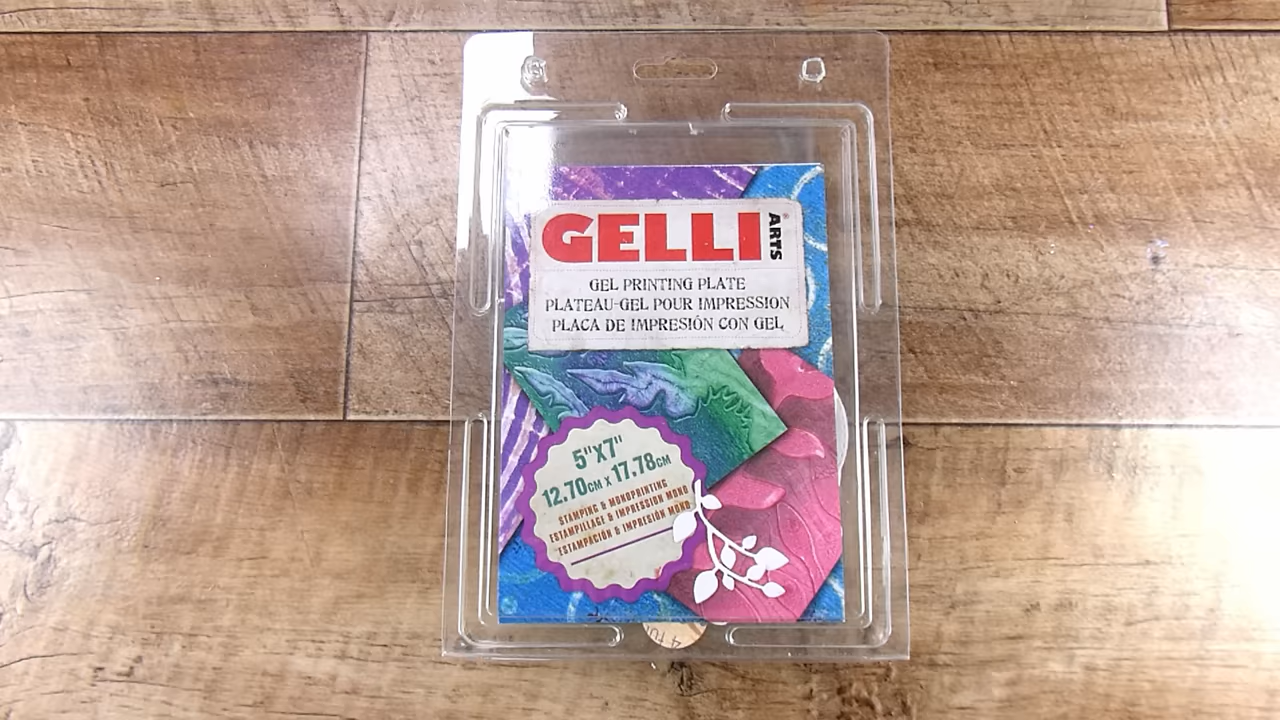 GELLI ARTS®
GEL PRINTING PLATE
PLATEAU-GEL POUR IMPRESSION
PLACA DE IMPRESIÓN CON GEL
5"X7"
12.70CM X 17.78CM
STAMPING & MONOPRINTING
ESTAMPILLAGE & IMPRESSION MONO
ESTAMPACIÓN & IMPRESIÓN MONO